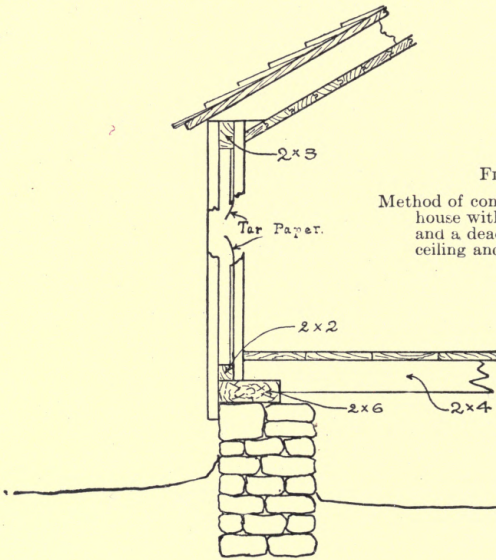 2×3
Fr
Method of con
house with
and a dead
ceiling and
Tar Paper.
2×2
2×6
2×4